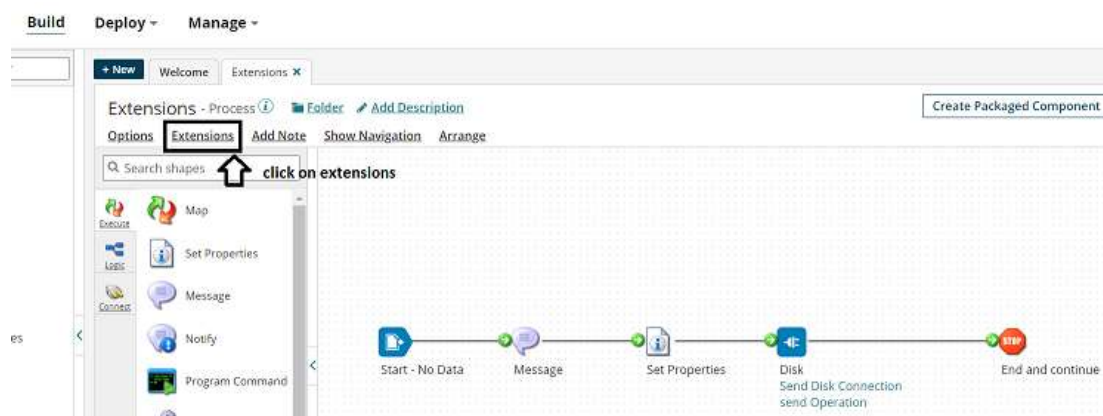 Build Deploy Manage
+ New Welcome Extensions ×
Extensions - Process Folder Add Description
Create Packaged Component
Options Extensions Add Note Show Navigation Arrange
Search shapes
click on extensions
Execute
Map
Logic
Set Properties
Connect
Message
Notify
Program Command
es
Start - No Data Message Set Properties Disk End and continue
Send Disk Connection
send Operation
STOP